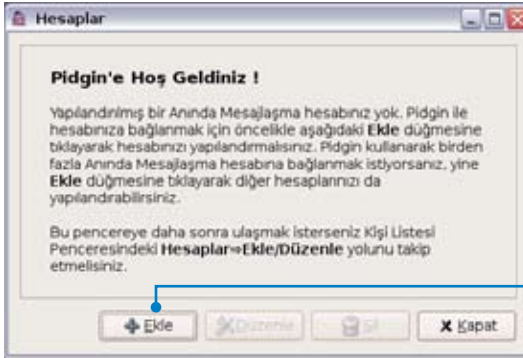 Hesaplar
Pidgin'e Hoş Geldiniz !
Yapılandırılmış bir Anında Mesajlaşma hesabınız yok. Pidgin ile
hesabınıza bağlanmak için öncelikle aşağıdaki Ekle düğmesine
tıklayarak hesabınızı yapılandırmalısınız. Pidgin kullanarak birden
fazla Anında Mesajlaşma hesabına bağlanmak istiyorsanız, yine
Ekle düğmesine tıklayarak diğer hesaplarınızı da
yapılandırabilirsiniz.
Bu pencereye daha sonra ulaşmak isterseniz Kişi Listesi
Penceresindeki Hesaplar⇒Ekle/Düzenle yolunu takip
etmelisiniz.
Ekle Düzenle Sil Kapat